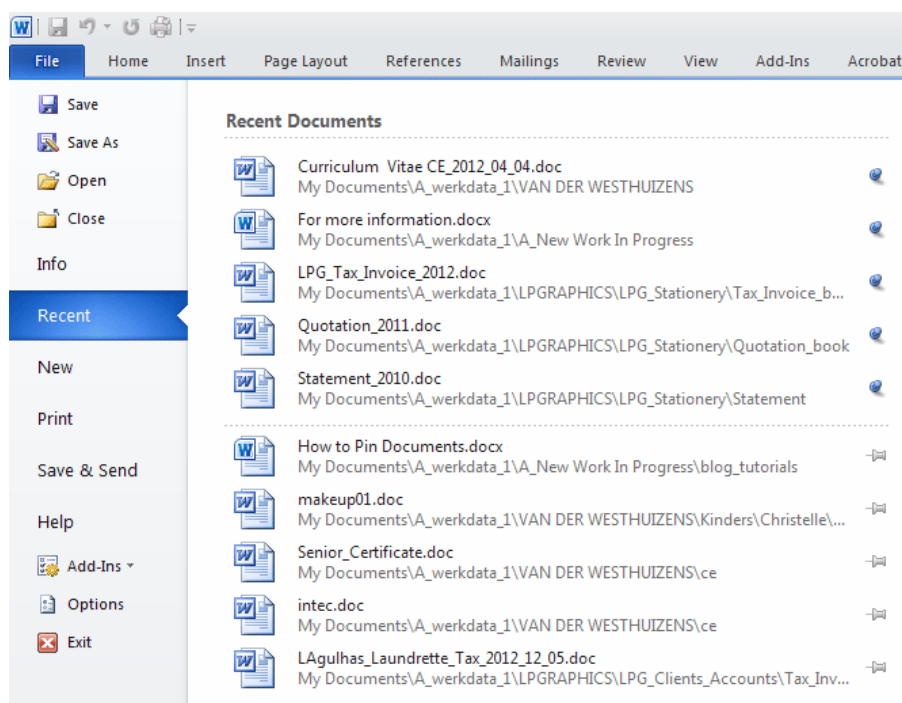 File Home Insert Page Layout References Mailings Review View Add-Ins Acrobat
Save
Save As
Open
Close
Info
Recent
New
Print
Save & Send
Help
Add-Ins
Options
Exit
Recent Documents
Curriculum  Vitae CE_2012_04_04.doc
My Documents\A_werkdata_1\VAN DER WESTHUIZENS
For more information.docx
My Documents\A_werkdata_1\A_New Work In Progress
LPG_Tax_Invoice_2012.doc
My Documents\A_werkdata_1\LPGRAPHICS\LPG_Stationery\Tax_Invoice_b...
Quotation_2011.doc
My Documents\A_werkdata_1\LPGRAPHICS\LPG_Stationery\Quotation_book
Statement_2010.doc
My Documents\A_werkdata_1\LPGRAPHICS\LPG_Stationery\Statement
How to Pin Documents.docx
My Documents\A_werkdata_1\A_New Work In Progress\blog_tutorials
makeup01.doc
My Documents\A_werkdata_1\VAN DER WESTHUIZENS\Kinders\Christelle\...
Senior_Certificate.doc
My Documents\A_werkdata_1\VAN DER WESTHUIZENS\ce
intec.doc
My Documents\A_werkdata_1\VAN DER WESTHUIZENS\ce
LAgulhas_Laundrette_Tax_2012_12_05.doc
My Documents\A_werkdata_1\LPGRAPHICS\LPG_Clients_Accounts\Tax_Inv...